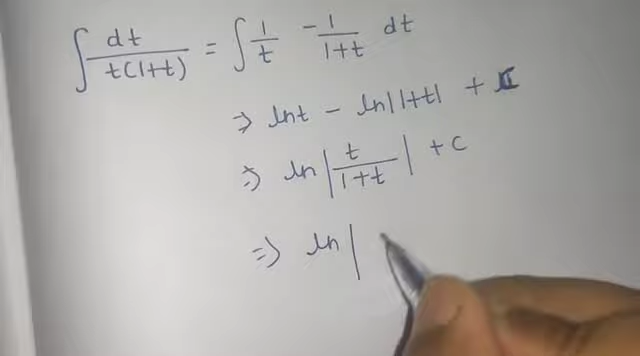 ∫ dt / t(1+t) = ∫ 1/t - 1/1+t dt
⇒ ln t - ln|1+t| +
⇒ ln| t/1+t | + C
⇒ ln|